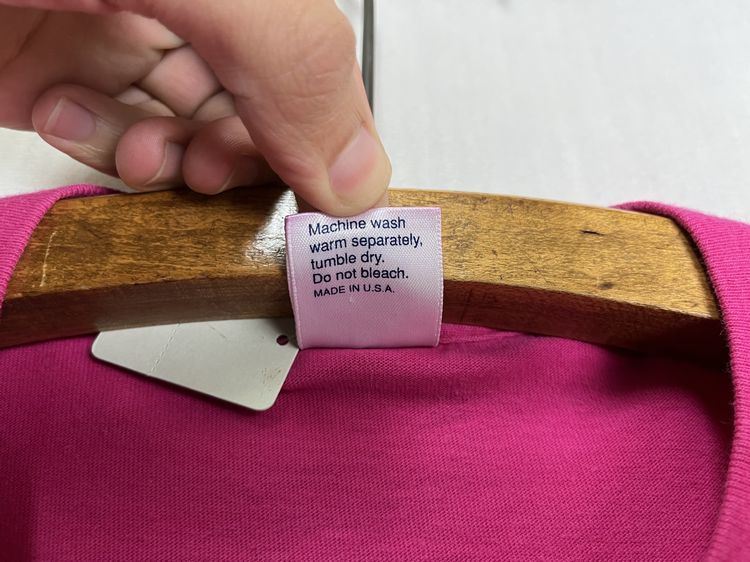 Machine wash
warm separately,
tumble dry.
Do not bleach.
MADE IN U.S.A.